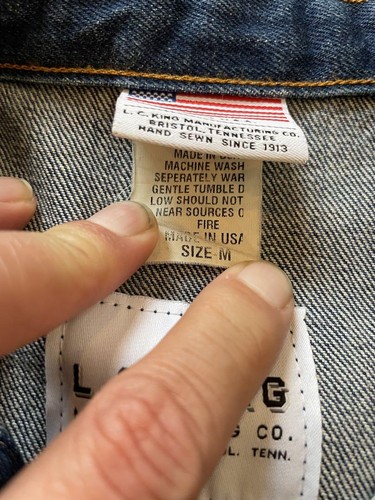 L.C. KING MANUFACTURING CO.
BRISTOL, TENNESSEE
HAND SEWN SINCE 1913
MADE IN
MACHINE WASH
SEPERATELY WAR
GENTLE TUMBLE D
LOW SHOULD NOT
NEAR SOURCES O
FIRE
MADE IN USA
SIZE-M
L G
G CO.
L. TENN.